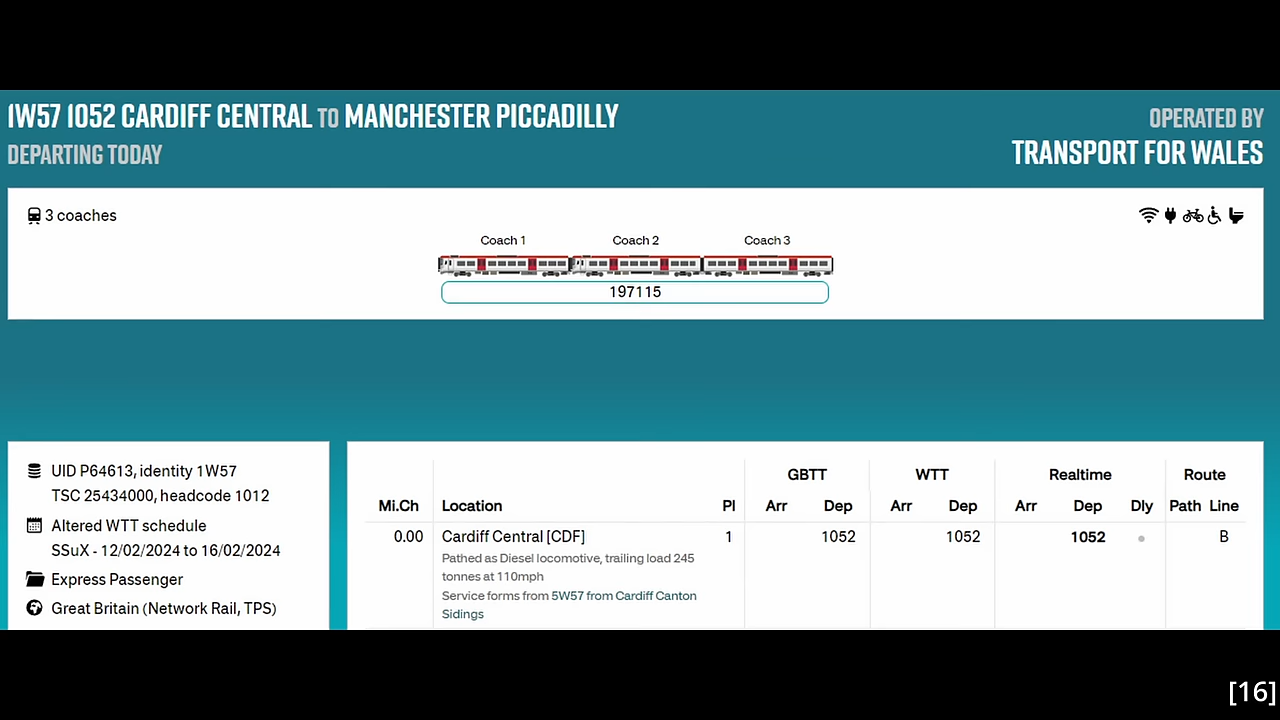 1W57 1052 CARDIFF CENTRAL TO MANCHESTER PICCADILLY
DEPARTING TODAY
OPERATED BY
TRANSPORT FOR WALES
3 coaches
Coach 1 Coach 2 Coach 3
197115
UID P64613, identity 1W57
TSC 25434000, headcode 1012
Altered WTT schedule
SSuX - 12/02/2024 to 16/02/2024
Express Passenger
Great Britain (Network Rail, TPS)
GBTT WTT Realtime Route
Mi.Ch Location Pl Arr Dep Arr Dep Arr Dep Dly Path Line
0.00 Cardiff Central [CDF] 1 1052 1052 1052 B
Pathed as Diesel locomotive, trailing load 245
tonnes at 110mph
Service forms from 5W57 from Cardiff Canton
Sidings
[16]